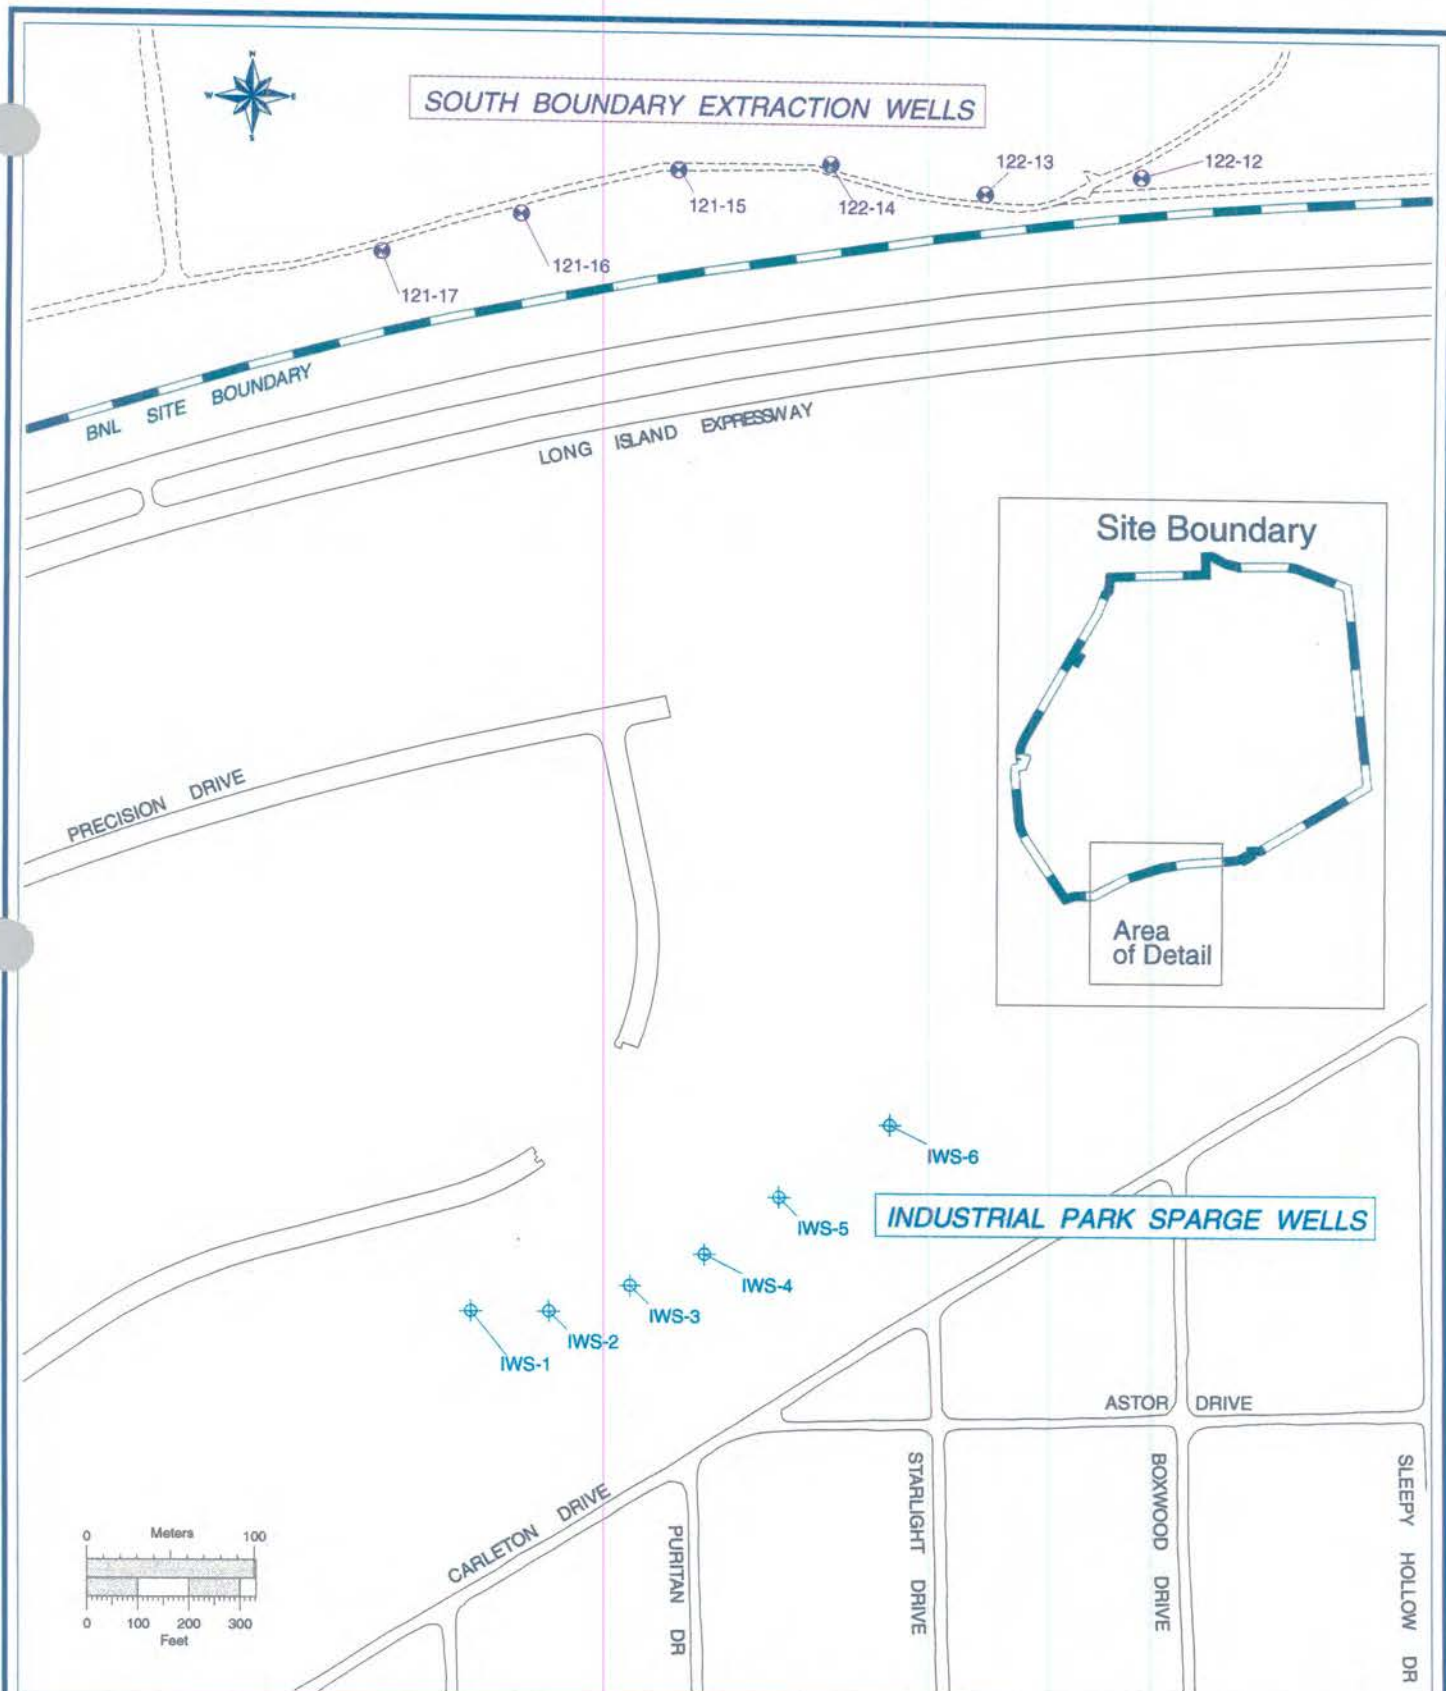 N
W E
S
SOUTH BOUNDARY EXTRACTION WELLS
122-13
122-12
121-15
122-14
121-16
121-17
BNL SITE BOUNDARY
LONG ISLAND EXPRESSWAY
Site Boundary
Area
of Detail
PRECISION DRIVE
IWS-6
INDUSTRIAL PARK SPARGE WELLS
IWS-5
IWS-4
IWS-3
IWS-2
IWS-1
ASTOR DRIVE
CARLETON DRIVE
PURITAN DR
STARLIGHT DRIVE
BOXWOOD DRIVE
SLEEPY HOLLOW DR
0 Meters 100
0 100 200 300
Feet